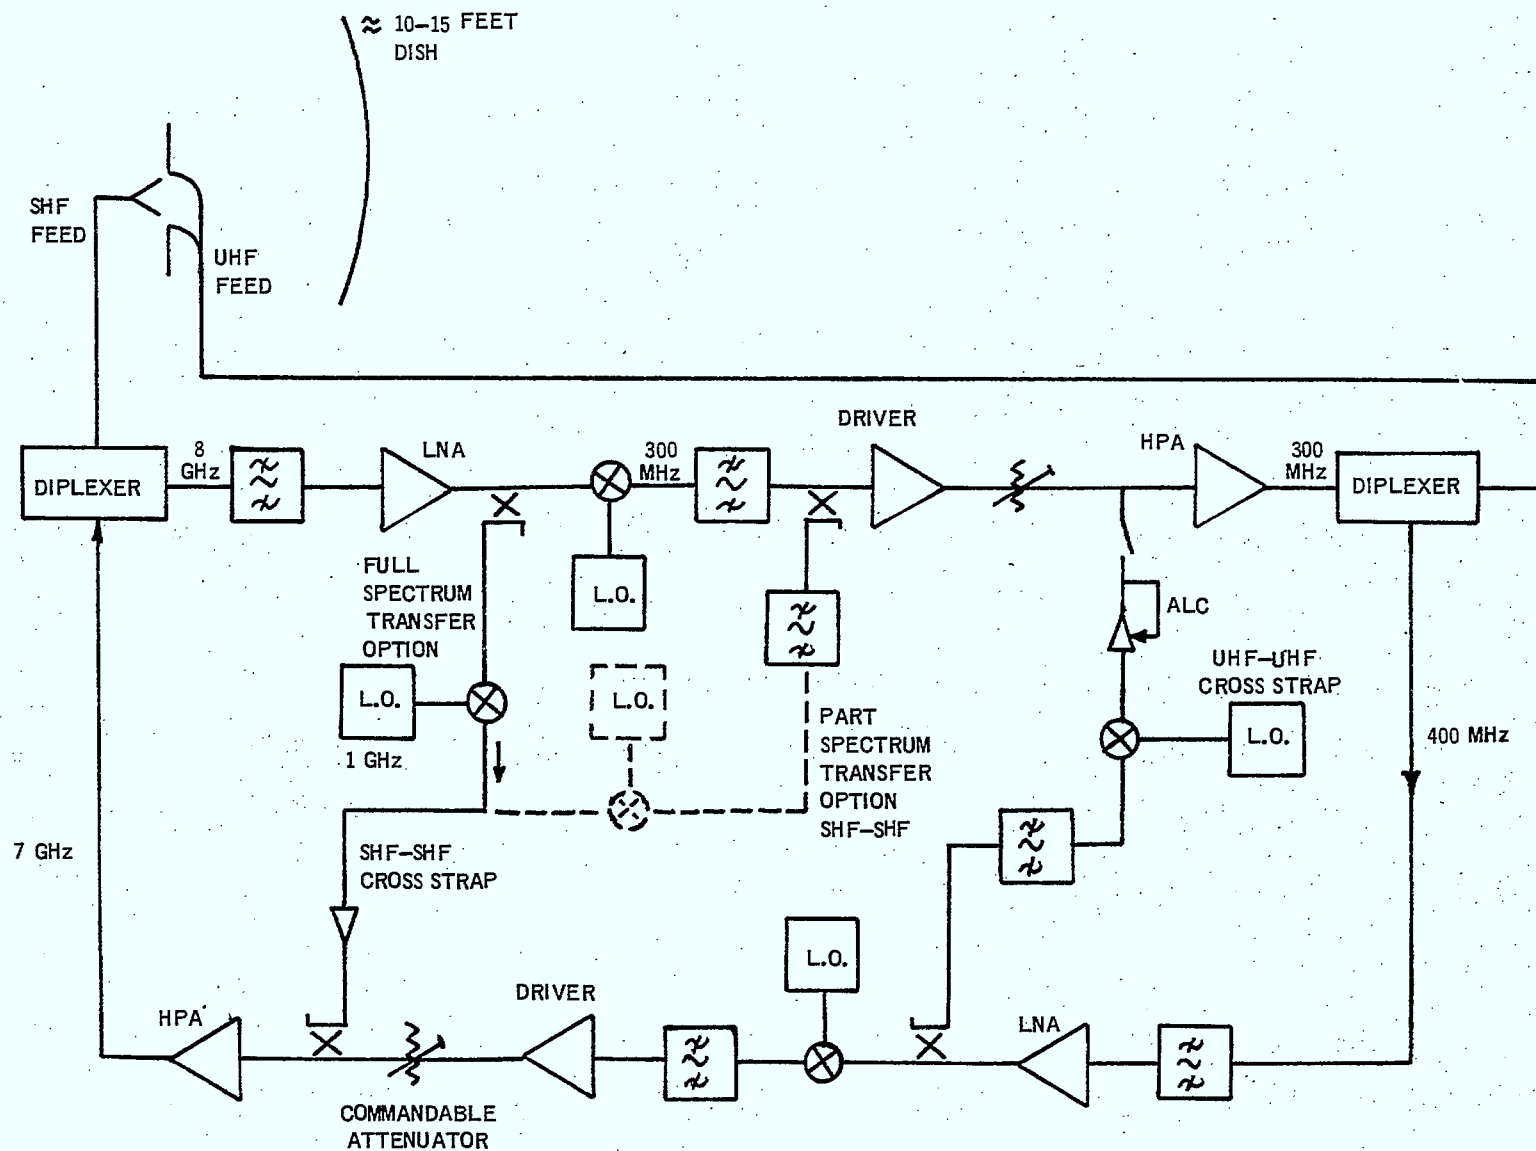 ≈ 10–15 FEET
DISH
SHF
FEED
UHF
FEED
DRIVER
LNA
HPA
8
GHz
300
MHz
300
MHz
DIPLEXER
DIPLEXER
FULL
SPECTRUM
TRANSFER
OPTION
L.O.
ALC
UHF–UHF
CROSS STRAP
L.O.
L.O.
L.O.
1 GHz
PART
SPECTRUM
TRANSFER
OPTION
SHF–SHF
400 MHz
7 GHz
SHF–SHF
CROSS STRAP
L.O.
DRIVER
HPA
LNA
COMMANDABLE
ATTENUATOR